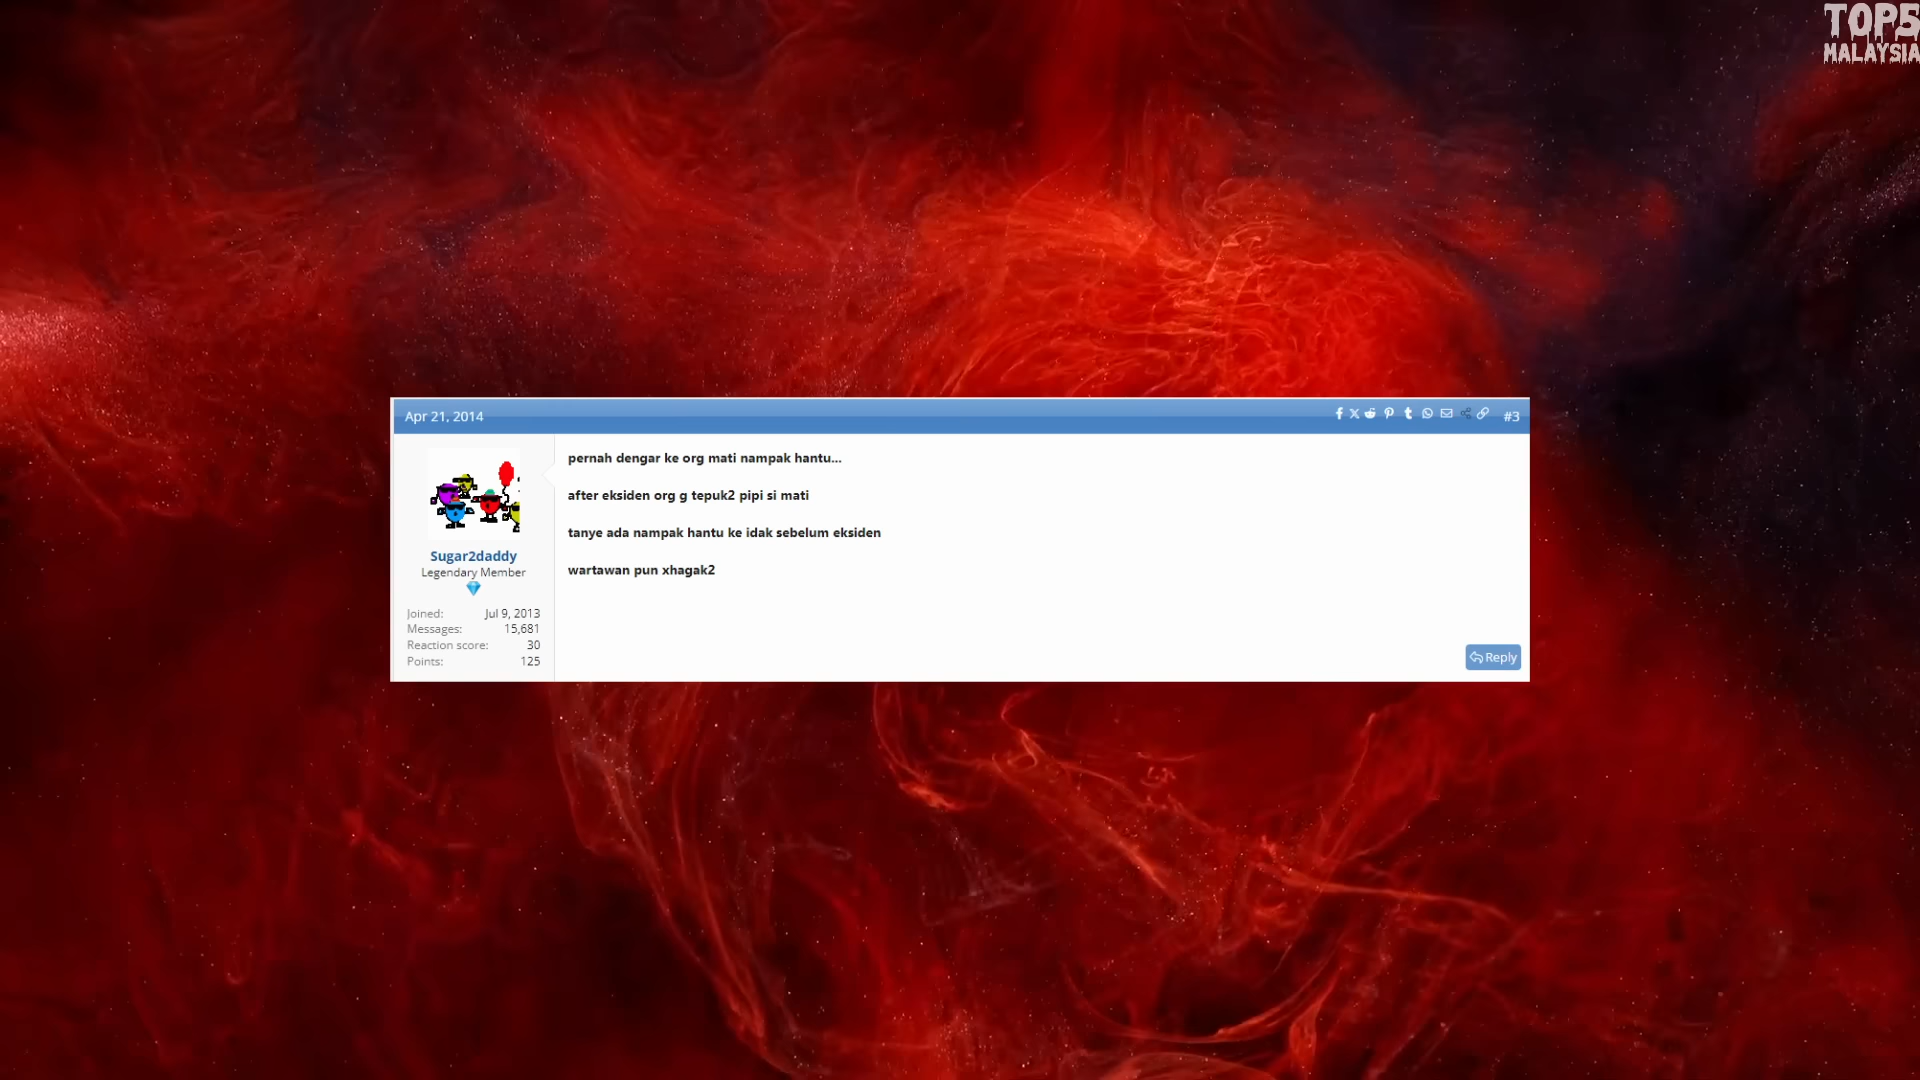 TOP5
MALAYSIA
Apr 21, 2014
#3
Sugar2daddy
Legendary Member
Joined: Jul 9, 2013
Messages: 15,681
Reaction score: 30
Points: 125
pernah dengar ke org mati nampak hantu...
after eksiden org g tepuk2 pipi si mati
tanye ada nampak hantu ke idak sebelum eksiden
wartawan pun xhagak2
Reply